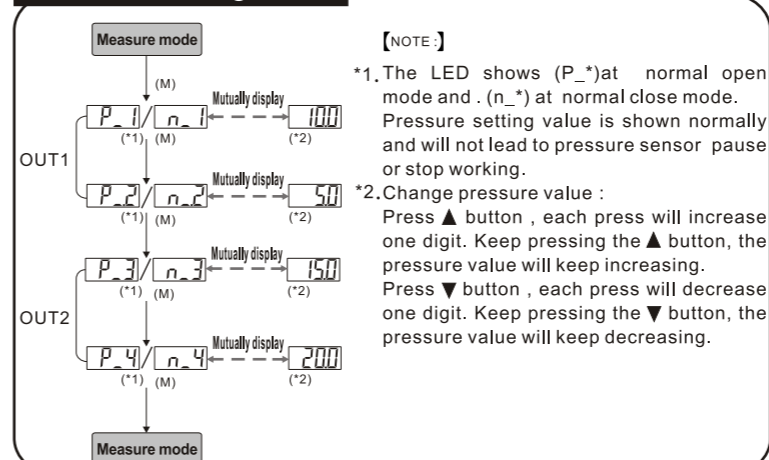 Measure mode
(M)
P_1 / n_1 Mutually display 10.0
(*1) (M) (*2)
OUT1
P_2 / n_2 Mutually display 5.0
(*1) (M) (*2)
P_3 / n_3 Mutually display 15.0
(*1) (M) (*2)
OUT2
P_4 / n_4 Mutually display 20.0
(*1) (M) (*2)
Measure mode
【NOTE:】
*1. The LED shows (P_*)at normal open
mode and . (n_*) at normal close mode.
Pressure setting value is shown normally
and will not lead to pressure sensor pause
or stop working.
*2. Change pressure value :
Press ▲ button , each press will increase
one digit. Keep pressing the ▲ button, the
pressure value will keep increasing.
Press ▼ button , each press will decrease
one digit. Keep pressing the ▼ button, the
pressure value will keep decreasing.